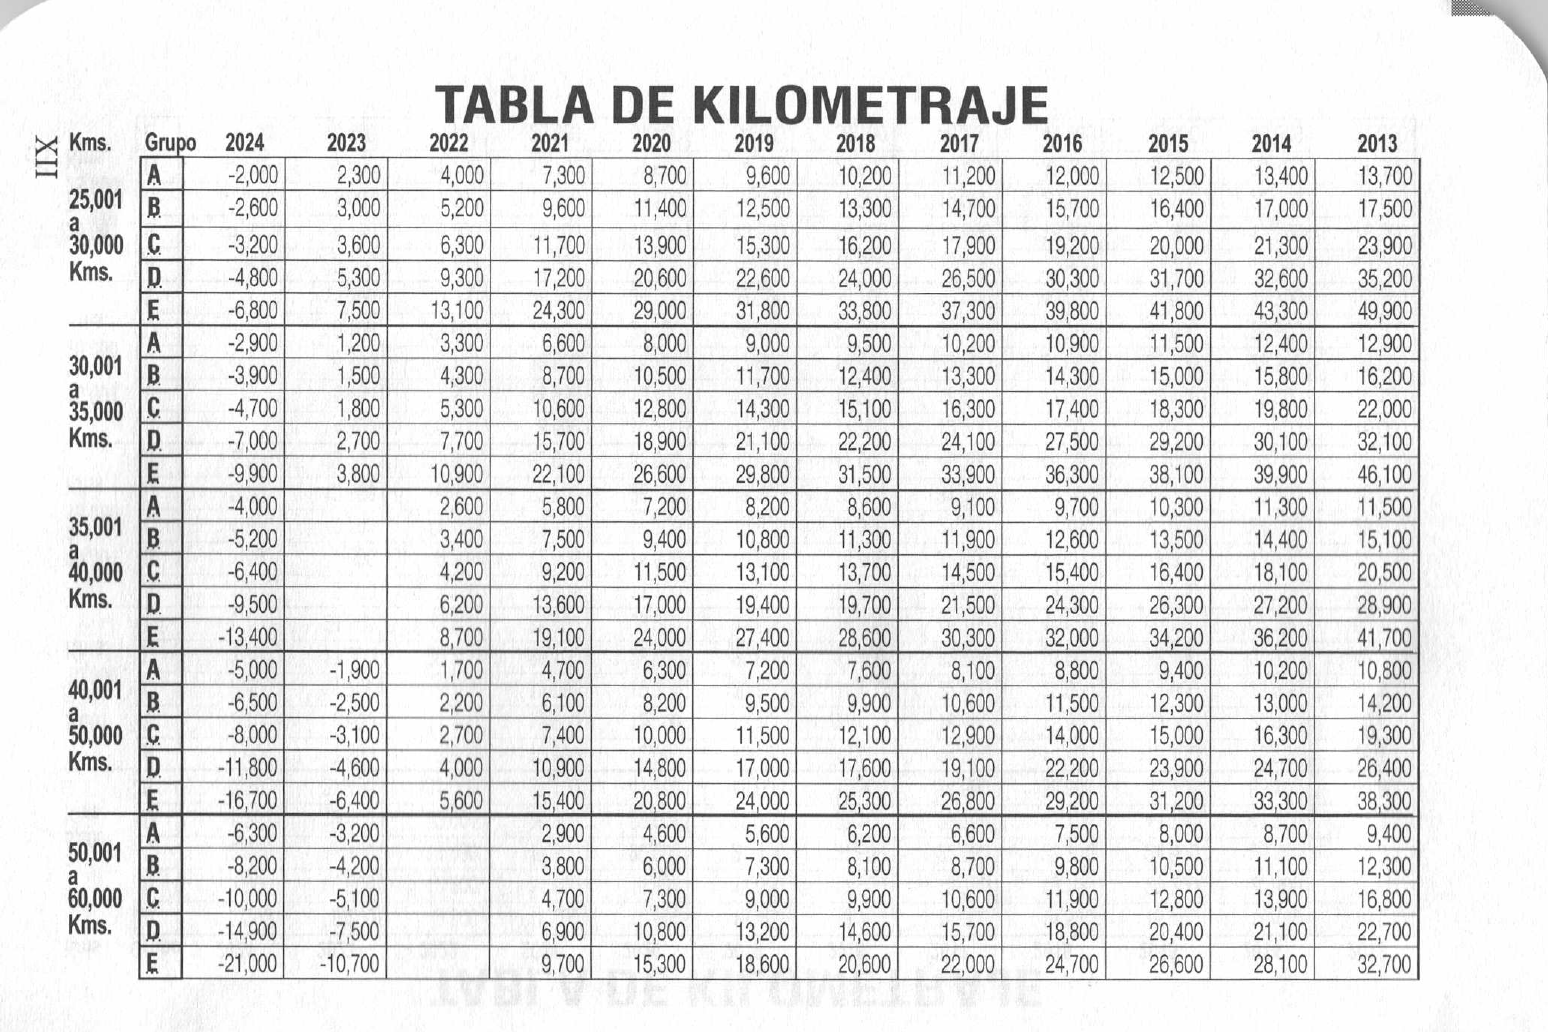 TABLA DE KILOMETRAJE
XII
Kms. Grupo 2024 2023 2022 2021 2020 2019 2018 2017 2016 2015 2014 2013
25,001 a 30,000 Kms.
A -2,000 2,300 4,000 7,300 8,700 9,600 10,200 11,200 12,000 12,500 13,400 13,700
B -2,600 3,000 5,200 9,600 11,400 12,500 13,300 14,700 15,700 16,400 17,000 17,500
C -3,200 3,600 6,300 11,700 13,900 15,300 16,200 17,900 19,200 20,000 21,300 23,900
D -4,800 5,300 9,300 17,200 20,600 22,600 24,000 26,500 30,300 31,700 32,600 35,200
E -6,800 7,500 13,100 24,300 29,000 31,800 33,800 37,300 39,800 41,800 43,300 49,900
30,001 a 35,000 Kms.
A -2,900 1,200 3,300 6,600 8,000 9,000 9,500 10,200 10,900 11,500 12,400 12,900
B -3,900 1,500 4,300 8,700 10,500 11,700 12,400 13,300 14,300 15,000 15,800 16,200
C -4,700 1,800 5,300 10,600 12,800 14,300 15,100 16,300 17,400 18,300 19,800 22,000
D -7,000 2,700 7,700 15,700 18,900 21,100 22,200 24,100 27,500 29,200 30,100 32,100
E -9,900 3,800 10,900 22,100 26,600 29,800 31,500 33,900 36,300 38,100 39,900 46,100
35,001 a 40,000 Kms.
A -4,000 2,600 5,800 7,200 8,200 8,600 9,100 9,700 10,300 11,300 11,500
B -5,200 3,400 7,500 9,400 10,800 11,300 11,900 12,600 13,500 14,400 15,100
C -6,400 4,200 9,200 11,500 13,100 13,700 14,500 15,400 16,400 18,100 20,500
D -9,500 6,200 13,600 17,000 19,400 19,700 21,500 24,300 26,300 27,200 28,900
E -13,400 8,700 19,100 24,000 27,400 28,600 30,300 32,000 34,200 36,200 41,700
40,001 a 50,000 Kms.
A -5,000 -1,900 1,700 4,700 6,300 7,200 7,600 8,100 8,800 9,400 10,200 10,800
B -6,500 -2,500 2,200 6,100 8,200 9,500 9,900 10,600 11,500 12,300 13,000 14,200
C -8,000 -3,100 2,700 7,400 10,000 11,500 12,100 12,900 14,000 15,000 16,300 19,300
D -11,800 -4,600 4,000 10,900 14,800 17,000 17,600 19,100 22,200 23,900 24,700 26,400
E -16,700 -6,400 5,600 15,400 20,800 24,000 25,300 26,800 29,200 31,200 33,300 38,300
50,001 a 60,000 Kms.
A -6,300 -3,200 2,900 4,600 5,600 6,200 6,600 7,500 8,000 8,700 9,400
B -8,200 -4,200 3,800 6,000 7,300 8,100 8,700 9,800 10,500 11,100 12,300
C -10,000 -5,100 4,700 7,300 9,000 9,900 10,600 11,900 12,800 13,900 16,800
D -14,900 -7,500 6,900 10,800 13,200 14,600 15,700 18,800 20,400 21,100 22,700
E -21,000 -10,700 9,700 15,300 18,600 20,600 22,000 24,700 26,600 28,100 32,700